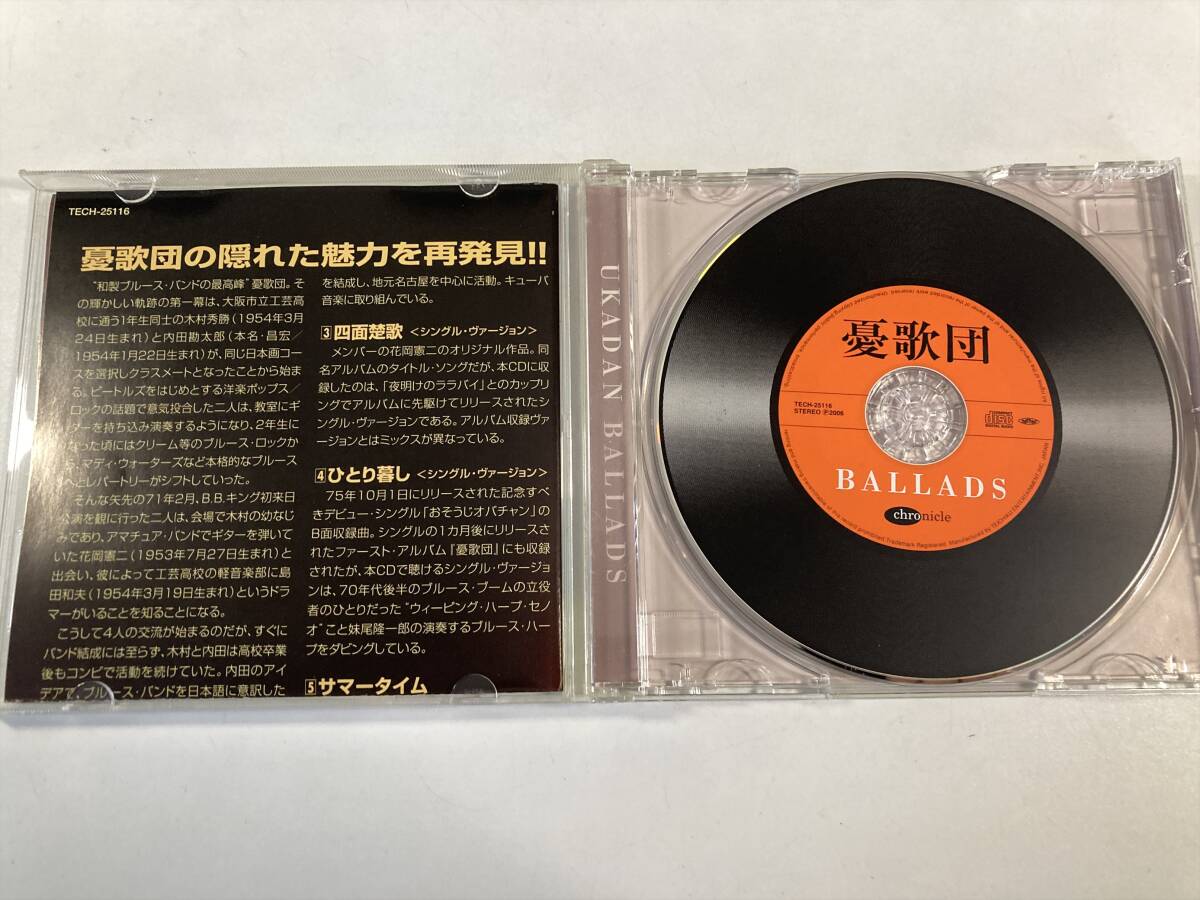 TECH-25116
憂歌団の隠れた魅力を再発見!!
“和製ブルース・バンドの最高峰”憂歌団。そ
の輝かしい軌跡の第一幕は、大阪市立工芸高
校に通う1年生同士の木村秀勝(1954年3月
24日生まれ)と内田勘太郎(本名・昌宏/
1954年1月22日生まれ)が、同じ日本画コー
スを選択しクラスメートとなったことから始ま
る。ビートルズをはじめとする洋楽ポップス/
ロックの話題で意気投合した二人は、教室にギ
ターを持ち込み演奏するようになり、2年生に
なった頃にはクリーム等のブルース・ロックか
ディ・ウォーターズなど本格的なブルース
へとレパートリーがシフトしていった。
そんな矢先の71年2月、B.B.キング初来日
公演を観に行った二人は、会場で木村の幼なじ
みであり、アマチュア・バンドでギターを弾いて
いた花岡憲二(1953年7月27日生まれ)と
出会い、彼によって工芸高校の軽音楽部に島
田和夫(1954年3月19日生まれ)というドラ
マーがいることを知ることになる。
こうして4人の交流が始まるのだが、すぐに
バンド結成には至らず、木村と内田は高校卒業
後もコンビで活動を続けていた。内田のアイ
デアで、ブルース・バンドを日本語に意訳した
を結成し、地元名古屋を中心に活動。キューバ
音楽に取り組んでいる。
3 四面楚歌 <シングル・ヴァージョン>
メンバーの花岡憲二のオリジナル作品。同
名アルバムのタイトル・ソングだが、本CDに収
録したのは、「夜明けのララバイ」とのカップリ
ングでアルバムに先駆けてリリースされたシ
ングル・ヴァージョンである。アルバム収録ヴァ
ージョンとはミックスが異なっている。
4 ひとり暮し <シングル・ヴァージョン>
75年10月1日にリリースされた記念すべ
きデビュー・シングル「おそうじオバチャン」の
B面収録曲。シングルの1カ月後にリリースさ
れたファースト・アルバム『憂歌団』にも収録
されたが、本CDで聴けるシングル・ヴァージョ
ンは、70年代後半のブルース・ブームの立役
者のひとりだった“ウィーピング・ハープ・セノ
オ”こと妹尾隆一郎の演奏するブルース・ハー
プをダビングしている。
5 サマータイム
UKADAN BALLADS
憂歌団
TECH-25116
STEREO ℗2006
COMPACT
disc
DIGITAL AUDIO
BALLADS
chronicle